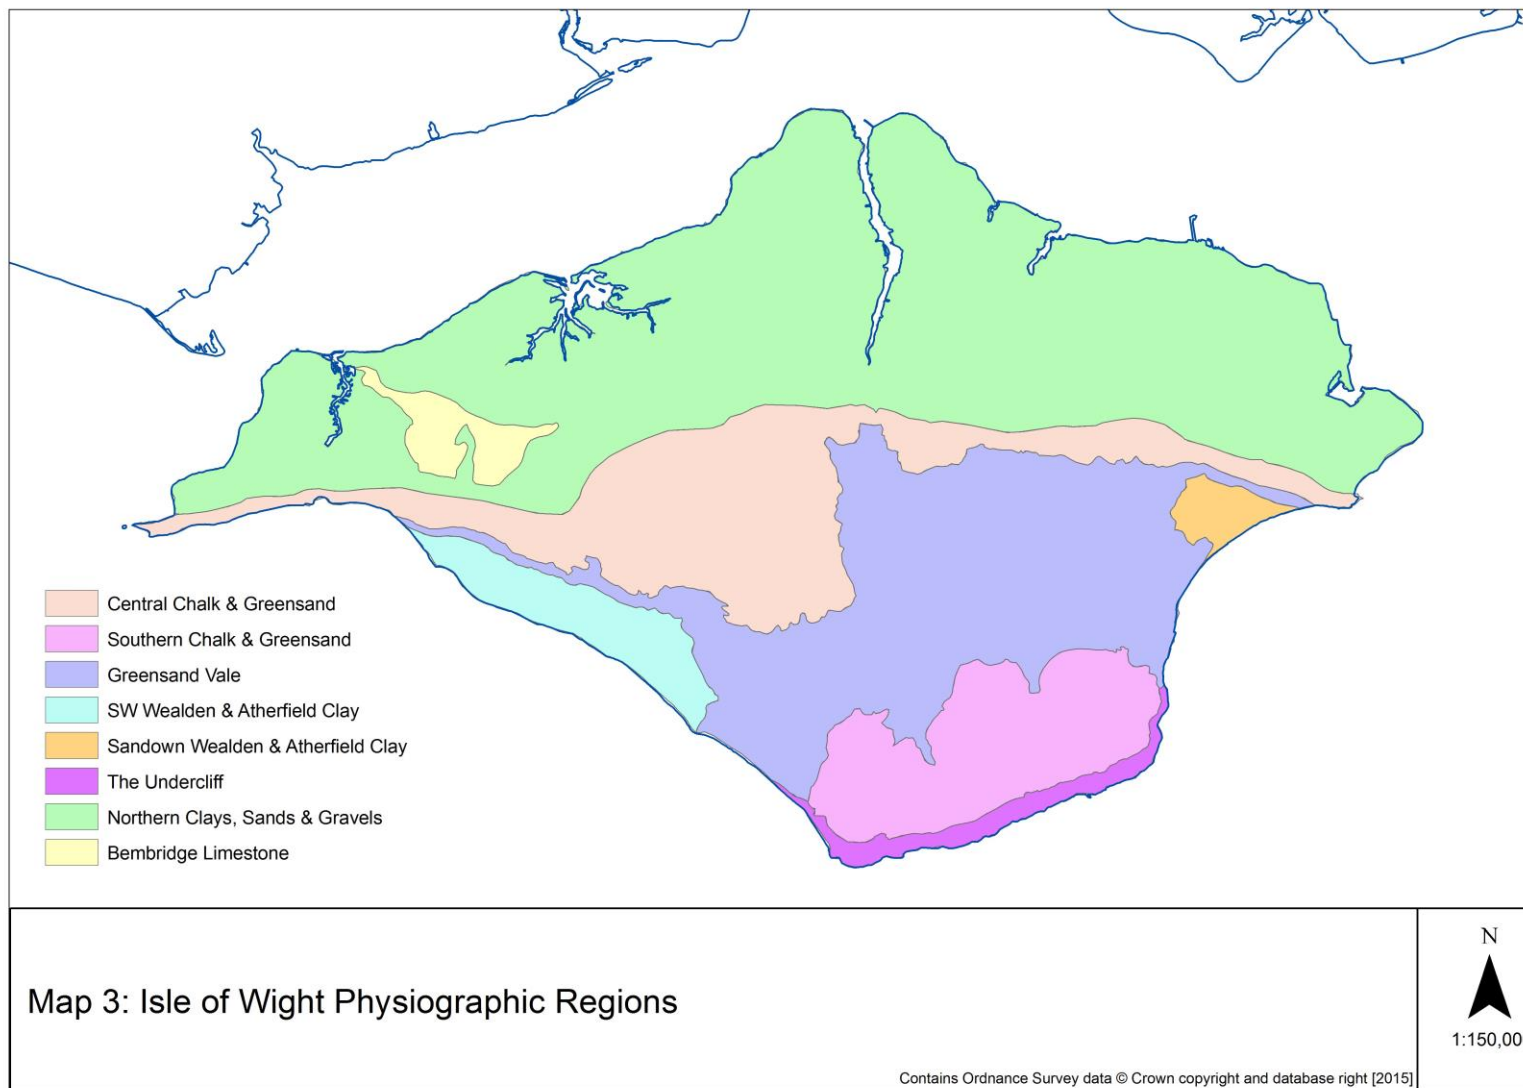 Central Chalk & Greensand
Southern Chalk & Greensand
Greensand Vale
SW Wealden & Atherfield Clay
Sandown Wealden & Atherfield Clay
The Undercliff
Northern Clays, Sands & Gravels
Bembridge Limestone
Map 3: Isle of Wight Physiographic Regions
N
1:150,00
Contains Ordnance Survey data © Crown copyright and database right [2015]